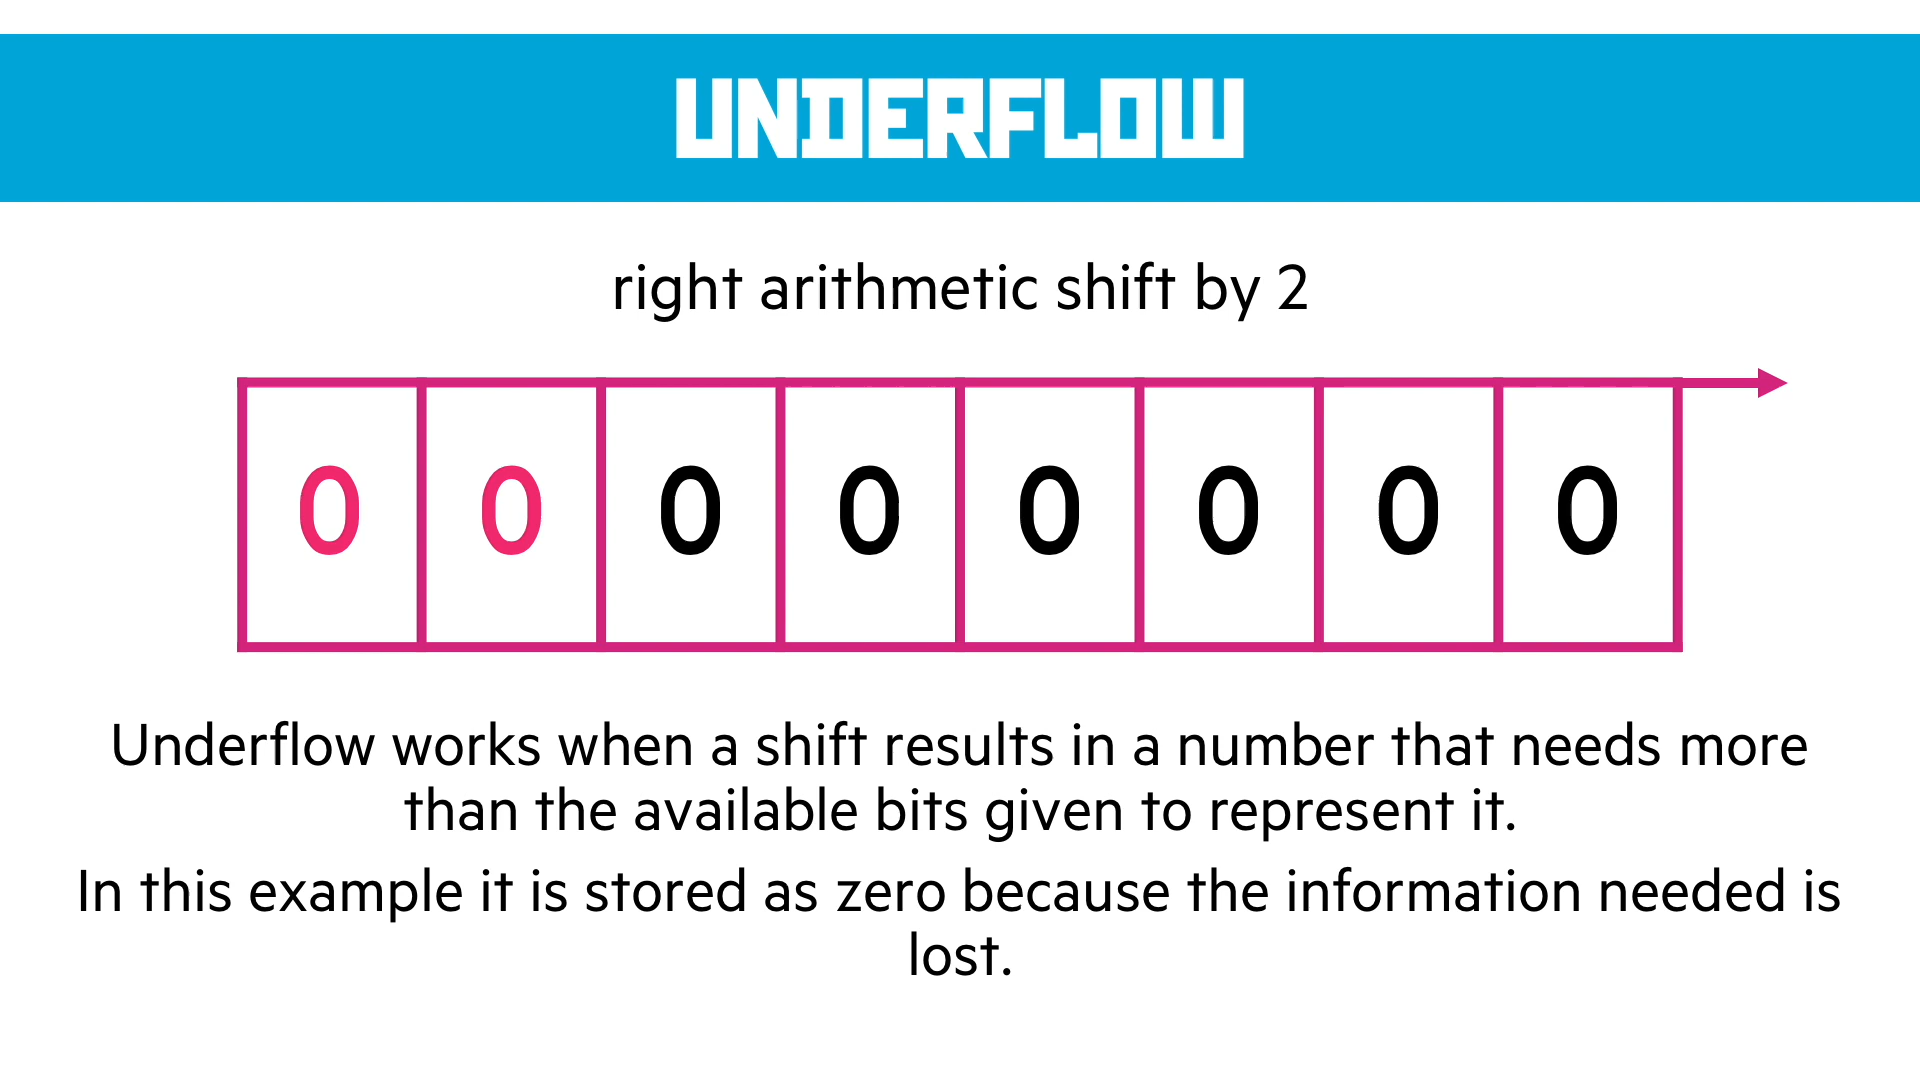 UNDERFLOW
right arithmetic shift by 2
0 0 0 0 0 0 0 0
Underflow works when a shift results in a number that needs more
than the available bits given to represent it.
In this example it is stored as zero because the information needed is
lost.